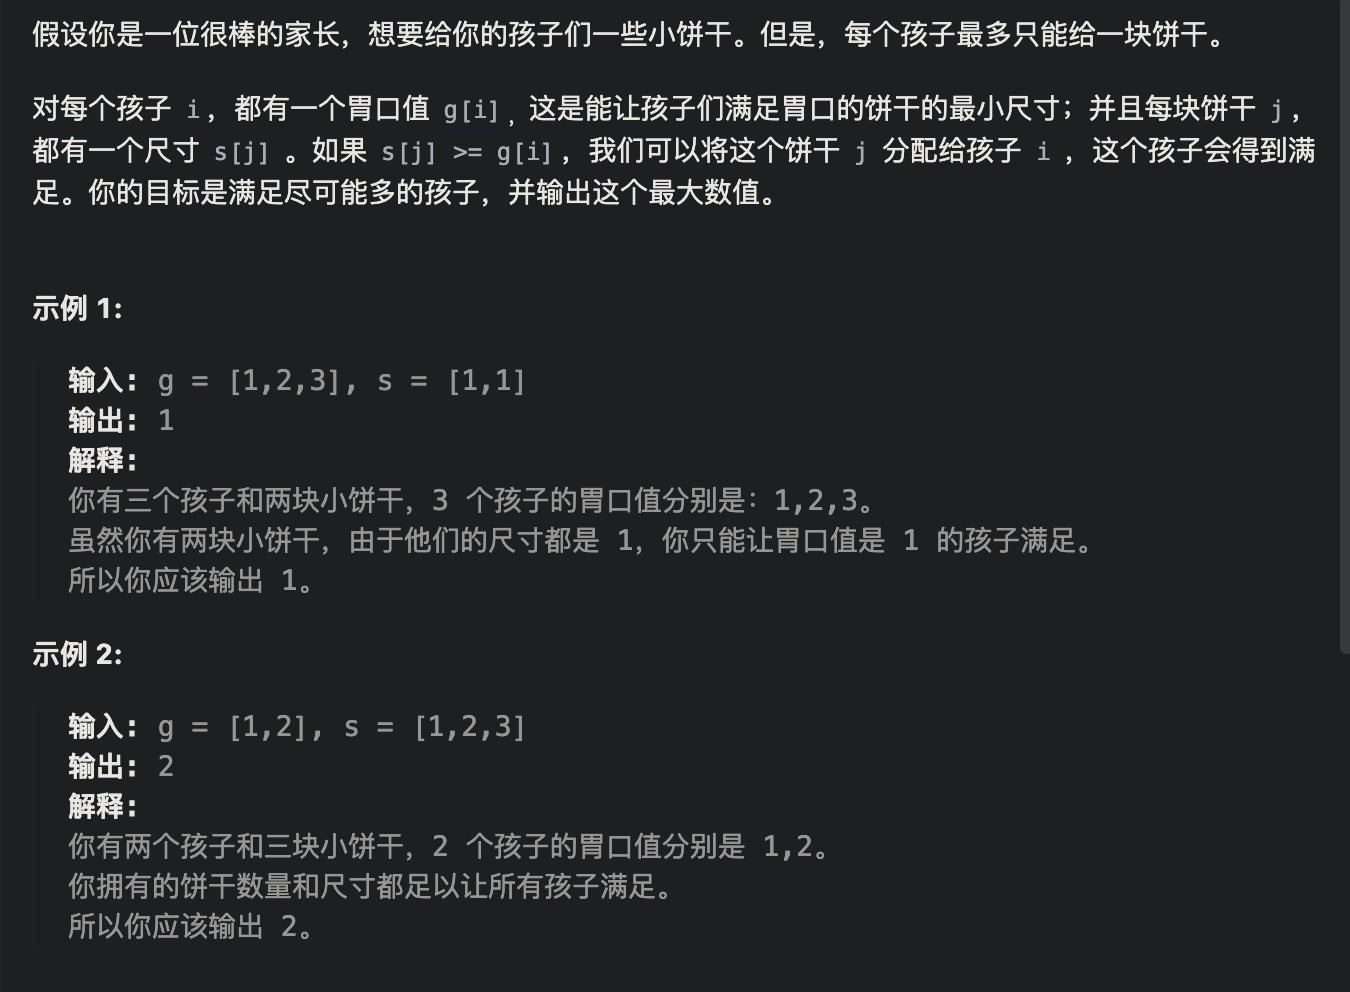 假设你是一位很棒的家长，想要给你的孩子们一些小饼干。但是，每个孩子最多只能给一块饼干。
对每个孩子 i，都有一个胃口值 g[i]，这是能让孩子们满足胃口的饼干的最小尺寸；并且每块饼干 j，
都有一个尺寸 s[j] 。如果 s[j] >= g[i]，我们可以将这个饼干 j 分配给孩子 i ，这个孩子会得到满
足。你的目标是满足尽可能多的孩子，并输出这个最大数值。
示例 1:
输入: g = [1,2,3], s = [1,1]
输出: 1
解释:
你有三个孩子和两块小饼干，3 个孩子的胃口值分别是：1,2,3。
虽然你有两块小饼干，由于他们的尺寸都是 1，你只能让胃口值是 1 的孩子满足。
所以你应该输出 1。
示例 2:
输入: g = [1,2], s = [1,2,3]
输出: 2
解释:
你有两个孩子和三块小饼干，2 个孩子的胃口值分别是 1,2。
你拥有的饼干数量和尺寸都足以让所有孩子满足。
所以你应该输出 2。